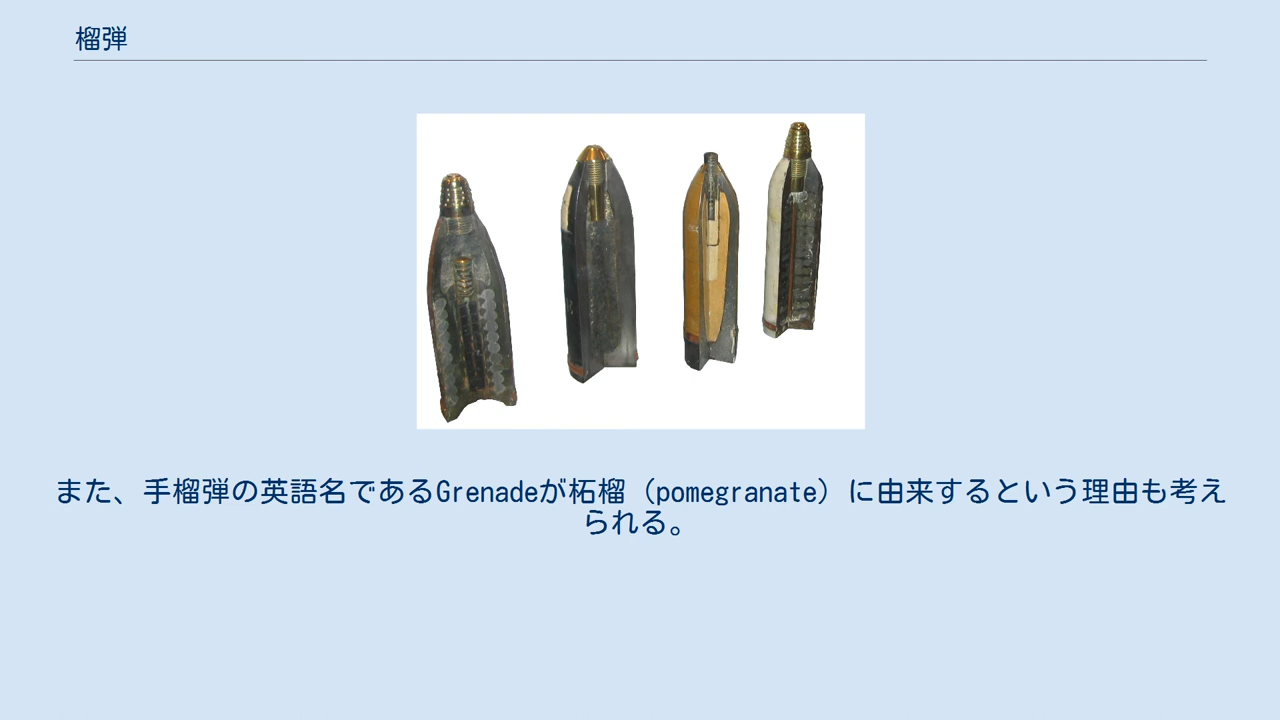 榴弾
また、手榴弾の英語名であるGrenadeが柘榴（pomegranate）に由来するという理由も考え
られる。